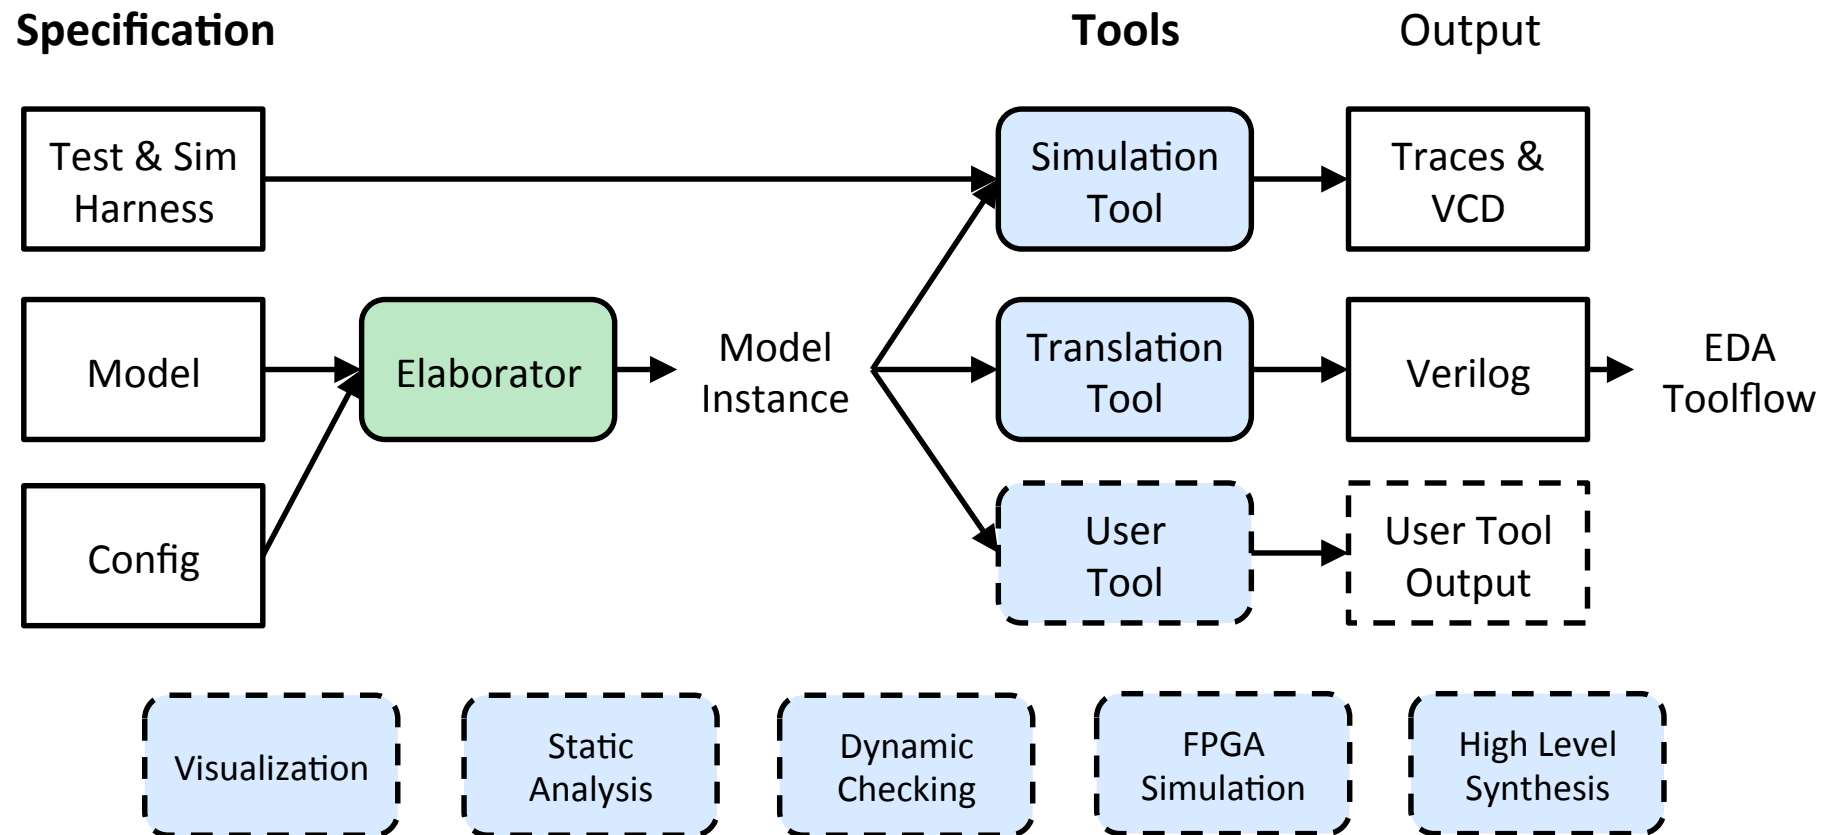 Specification
Tools
Output
Test & Sim
Harness
Simulation
Tool
Traces &
VCD
Model
Elaborator
Model
Instance
Translation
Tool
Verilog
EDA
Toolflow
Config
User
Tool
User Tool
Output
Visualization
Static
Analysis
Dynamic
Checking
FPGA
Simulation
High Level
Synthesis